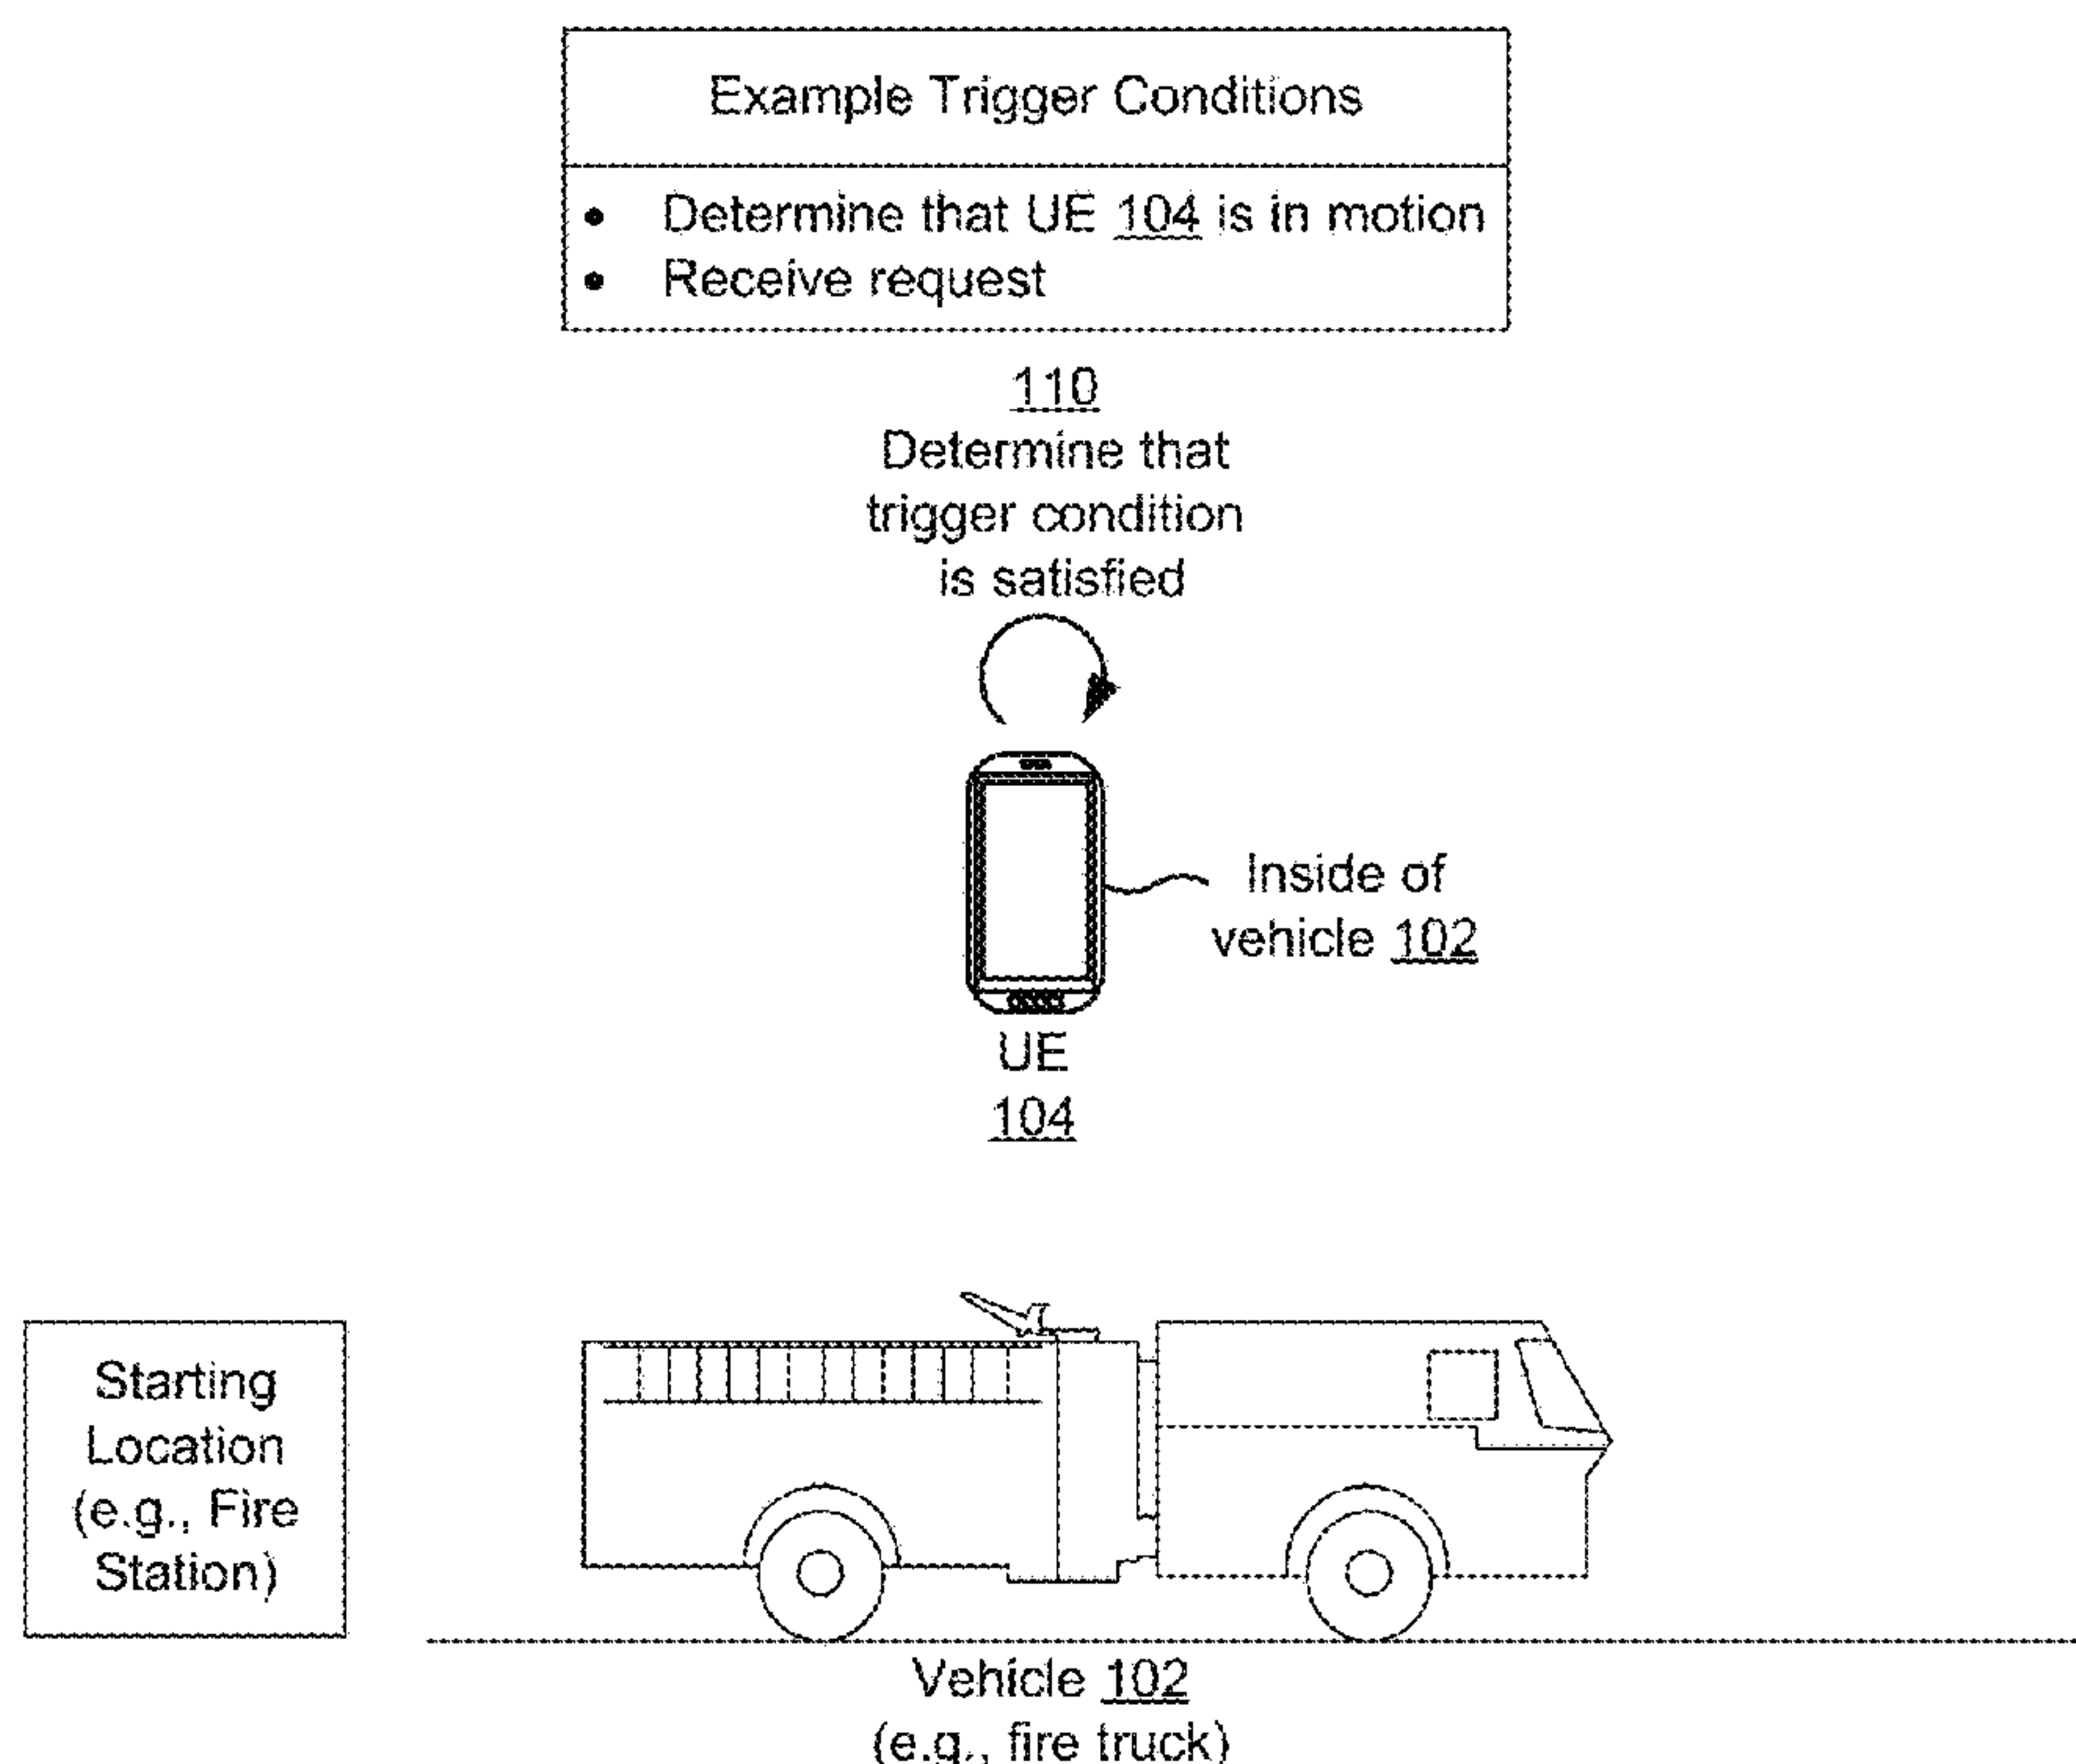 Example Trigger Conditions
• Determine that UE 104 is in motion
• Receive request
110
Determine that
trigger condition
is satisfied
Inside of
vehicle 102
UE
104
Starting
Location
(e.g., Fire
Station)
Vehicle 102
(e.g., fire truck)